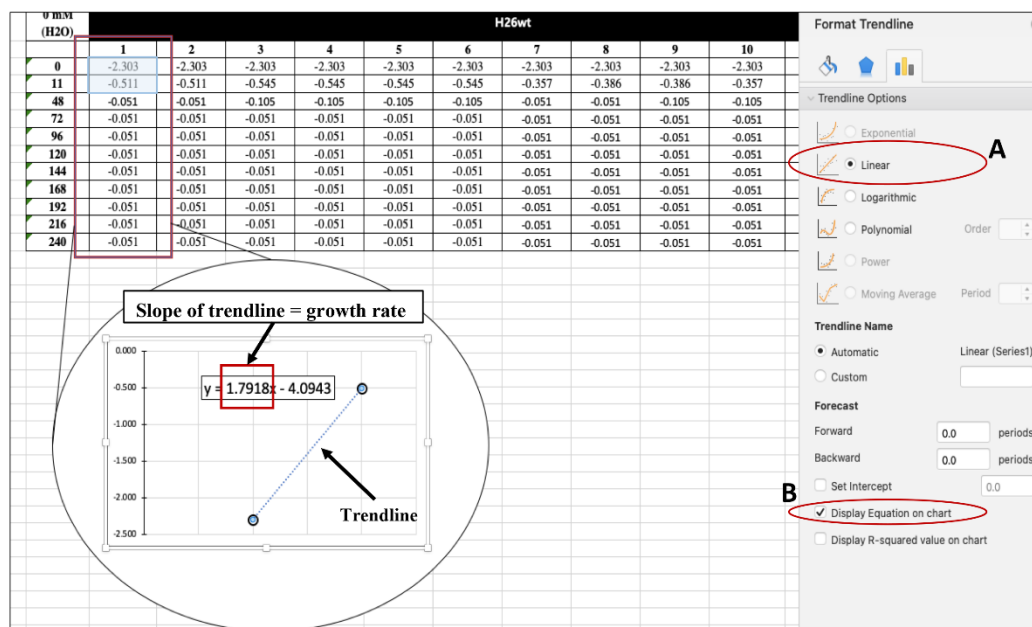 0 mM
(H2O)
H26wt
1 2 3 4 5 6 7 8 9 10
0 -2.303 -2.303 -2.303 -2.303 -2.303 -2.303 -2.303 -2.303 -2.303 -2.303
11 -0.511 -0.511 -0.545 -0.545 -0.545 -0.545 -0.357 -0.386 -0.386 -0.357
48 -0.051 -0.051 -0.105 -0.105 -0.105 -0.105 -0.051 -0.051 -0.105 -0.105
72 -0.051 -0.051 -0.051 -0.051 -0.051 -0.051 -0.051 -0.051 -0.051 -0.051
96 -0.051 -0.051 -0.051 -0.051 -0.051 -0.051 -0.051 -0.051 -0.051 -0.051
120 -0.051 -0.051 -0.051 -0.051 -0.051 -0.051 -0.051 -0.051 -0.051 -0.051
144 -0.051 -0.051 -0.051 -0.051 -0.051 -0.051 -0.051 -0.051 -0.051 -0.051
168 -0.051 -0.051 -0.051 -0.051 -0.051 -0.051 -0.051 -0.051 -0.051 -0.051
192 -0.051 -0.051 -0.051 -0.051 -0.051 -0.051 -0.051 -0.051 -0.051 -0.051
216 -0.051 -0.051 -0.051 -0.051 -0.051 -0.051 -0.051 -0.051 -0.051 -0.051
240 -0.051 -0.051 -0.051 -0.051 -0.051 -0.051 -0.051 -0.051 -0.051 -0.051
Slope of trendline = growth rate
0.000
-0.500
-1.000
-1.500
-2.000
-2.500
y = 1.7918x - 4.0943
Trendline
Format Trendline
Trendline Options
Exponential
A
Linear
Logarithmic
Polynomial Order
Power
Moving Average Period
Trendline Name
Automatic Linear (Series1)
Custom
Forecast
Forward 0.0 periods
Backward 0.0 periods
Set Intercept 0.0
B
Display Equation on chart
Display R-squared value on chart